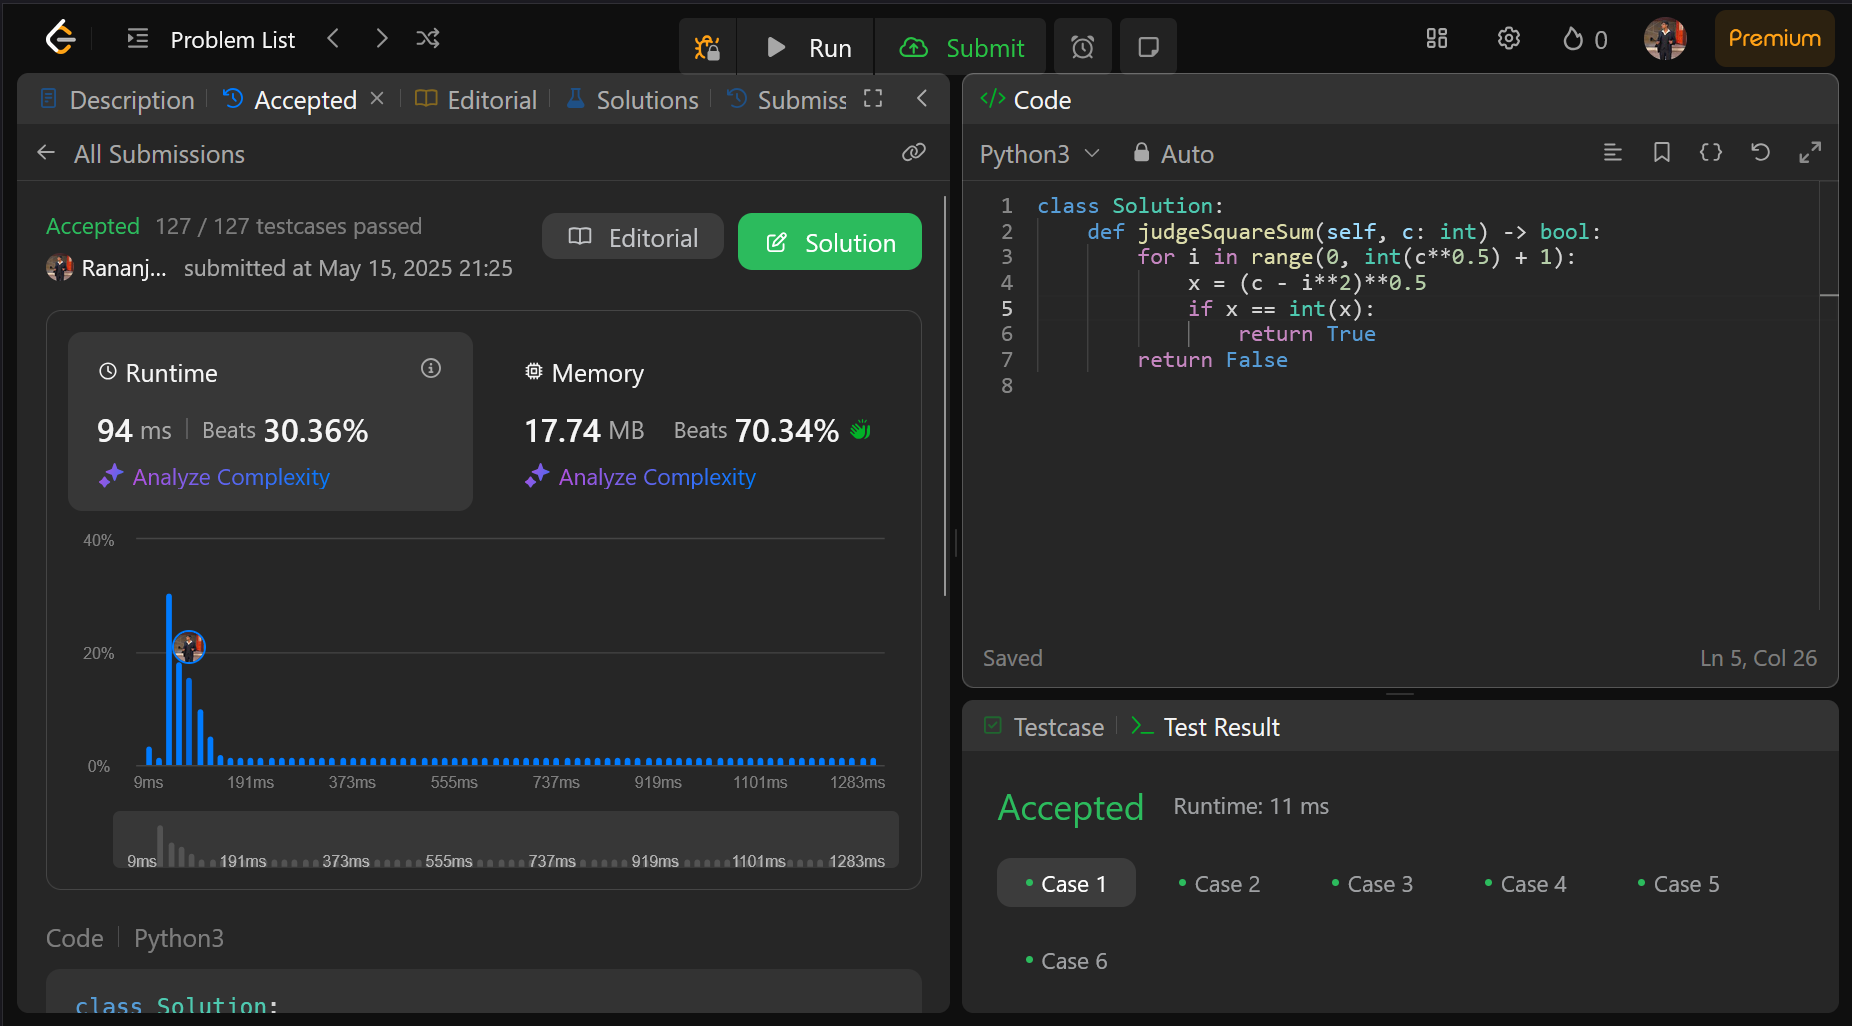 Problem List
Run
Submit
0
Premium
Description
Accepted
Editorial
Solutions
Submiss
All Submissions
Accepted 127 / 127 testcases passed
Rananj... submitted at May 15, 2025 21:25
Editorial
Solution
Runtime
94 ms Beats 30.36%
Analyze Complexity
Memory
17.74 MB Beats 70.34%
Analyze Complexity
40%
20%
0%
9ms 191ms 373ms 555ms 737ms 919ms 1101ms 1283ms
9ms 191ms 373ms 555ms 737ms 919ms 1101ms 1283ms
Code Python3
class Solution:
</> Code
Python3 Auto
1 class Solution:
2     def judgeSquareSum(self, c: int) -> bool:
3         for i in range(0, int(c**0.5) + 1):
4             x = (c - i**2)**0.5
5             if x == int(x):
6                 return True
7         return False
8
Saved Ln 5, Col 26
Testcase
>_ Test Result
Accepted Runtime: 11 ms
Case 1 Case 2 Case 3 Case 4 Case 5
Case 6